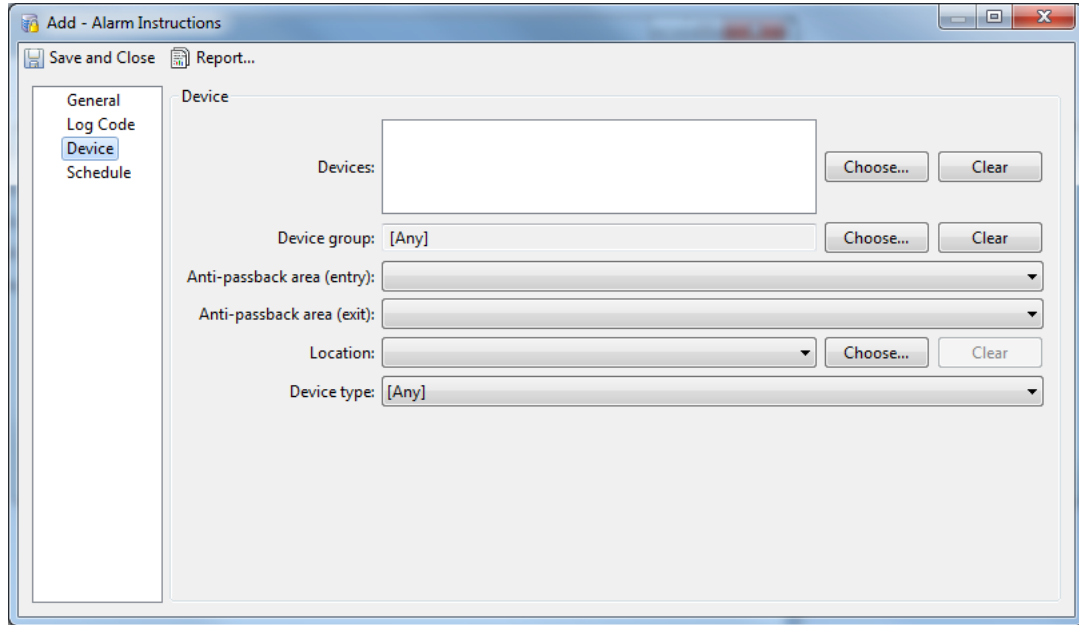 Add - Alarm Instructions
Save and Close Report...
General
Log Code
Device
Schedule
Device
Devices: Choose... Clear
Device group: [Any] Choose... Clear
Anti-passback area (entry):
Anti-passback area (exit):
Location: Choose... Clear
Device type: [Any]